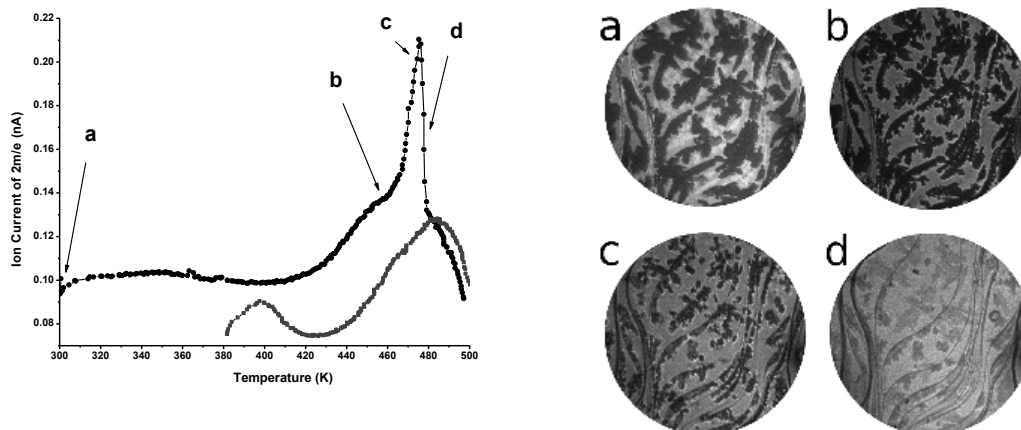 0.22
0.20
0.18
0.16
0.14
0.12
0.10
0.08
Ion Current of 2m/e (nA)
a
b
c
d
300 320 340 360 380 400 420 440 460 480 500
Temperature (K)
a
b
c
d